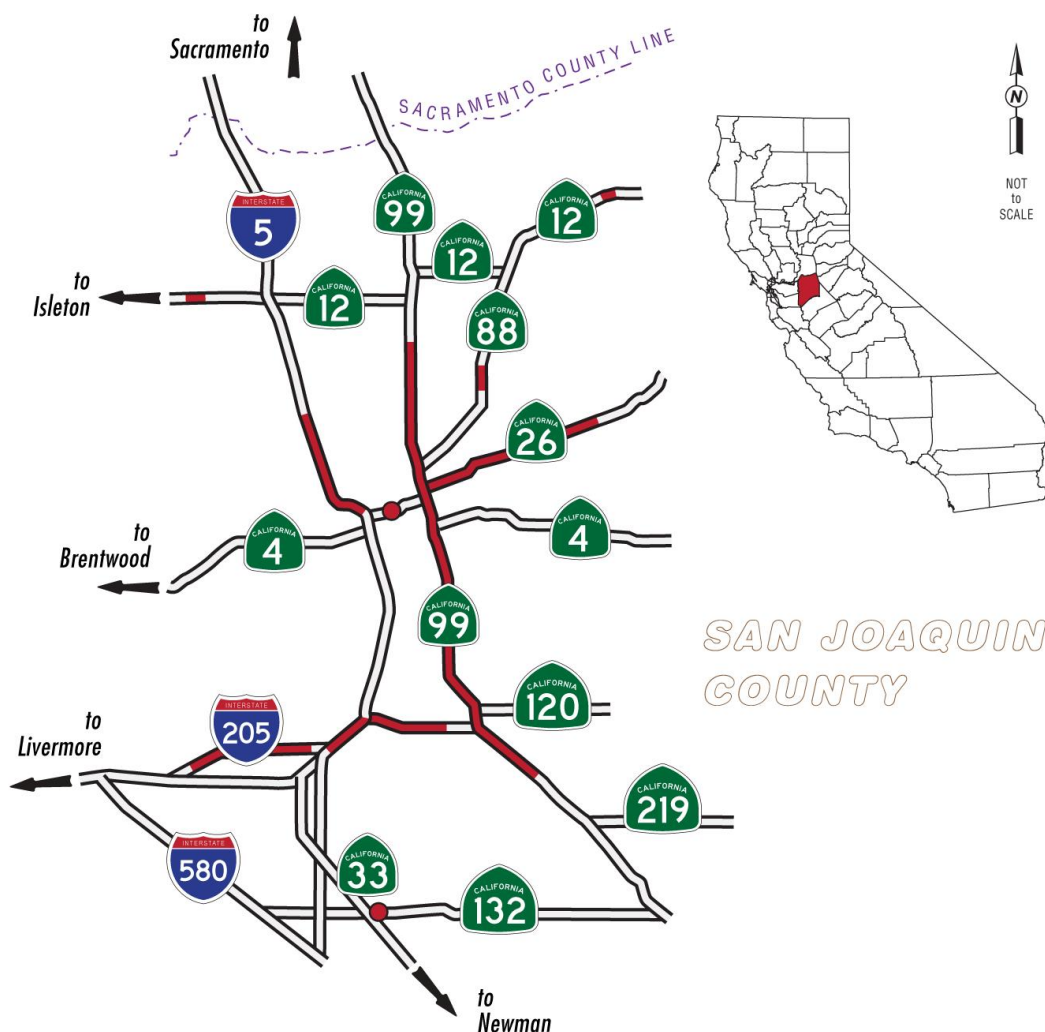 to
Sacramento
SACRAMENTO COUNTY LINE
N
NOT
to
SCALE
CALIFORNIA
99
CALIFORNIA
12
INTERSTATE
5
CALIFORNIA
12
to
Isleton
CALIFORNIA
12
CALIFORNIA
88
CALIFORNIA
26
to
Brentwood
CALIFORNIA
4
CALIFORNIA
4
CALIFORNIA
99
SAN JOAQUIN
COUNTY
CALIFORNIA
120
to
Livermore
INTERSTATE
205
CALIFORNIA
219
INTERSTATE
580
CALIFORNIA
33
CALIFORNIA
132
to
Newman